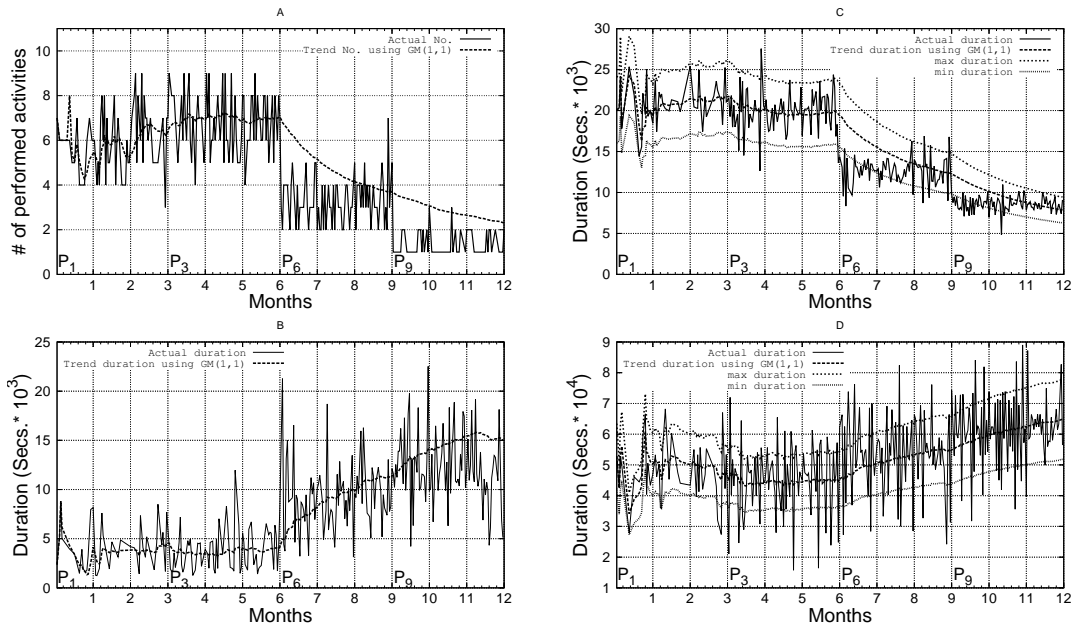 A
Actual No.
Trend No. using GM(1,1)
# of performed activities
10
8
6
4
2
0
P1
P3
P6
P9
1 2 3 4 5 6 7 8 9 10 11 12
Months
C
Actual duration
Trend duration using GM(1,1)
max duration
min duration
Duration (Secs.* 10^3)
30
25
20
15
10
5
0
P1
P3
P6
P9
1 2 3 4 5 6 7 8 9 10 11 12
Months
B
Actual duration
Trend duration using GM(1,1)
Duration (Secs.* 10^3)
25
20
15
10
5
0
P1
P3
P6
P9
1 2 3 4 5 6 7 8 9 10 11 12
Months
D
Actual duration
Trend duration using GM(1,1)
max duration
min duration
Duration (Secs.* 10^4)
9
8
7
6
5
4
3
2
1
P1
P3
P6
P9
1 2 3 4 5 6 7 8 9 10 11 12
Months